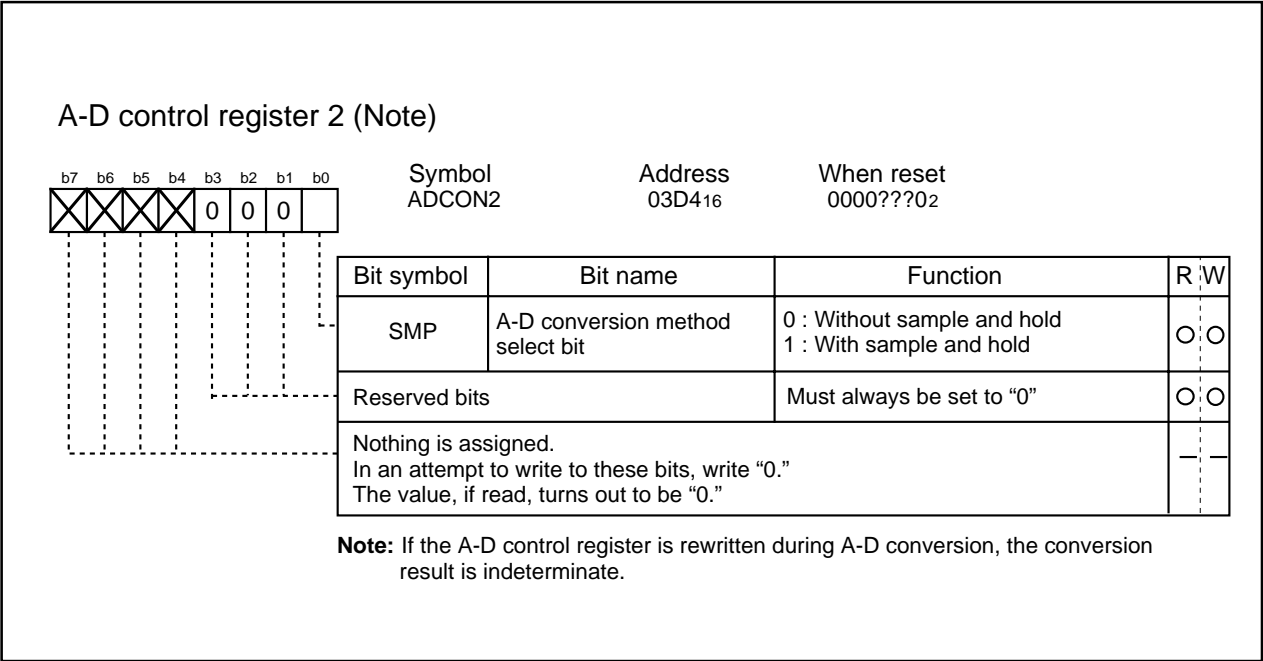 A-D control register 2 (Note)
b7 b6 b5 b4 b3 b2 b1 b0
Symbol Address When reset
ADCON2 03D416 0000???02
0 0 0
Bit symbol Bit name Function R W
SMP A-D conversion method select bit 0 : Without sample and hold
1 : With sample and hold
Reserved bits Must always be set to “0”
Nothing is assigned.
In an attempt to write to these bits, write “0.”
The value, if read, turns out to be “0.”
Note: If the A-D control register is rewritten during A-D conversion, the conversion
result is indeterminate.